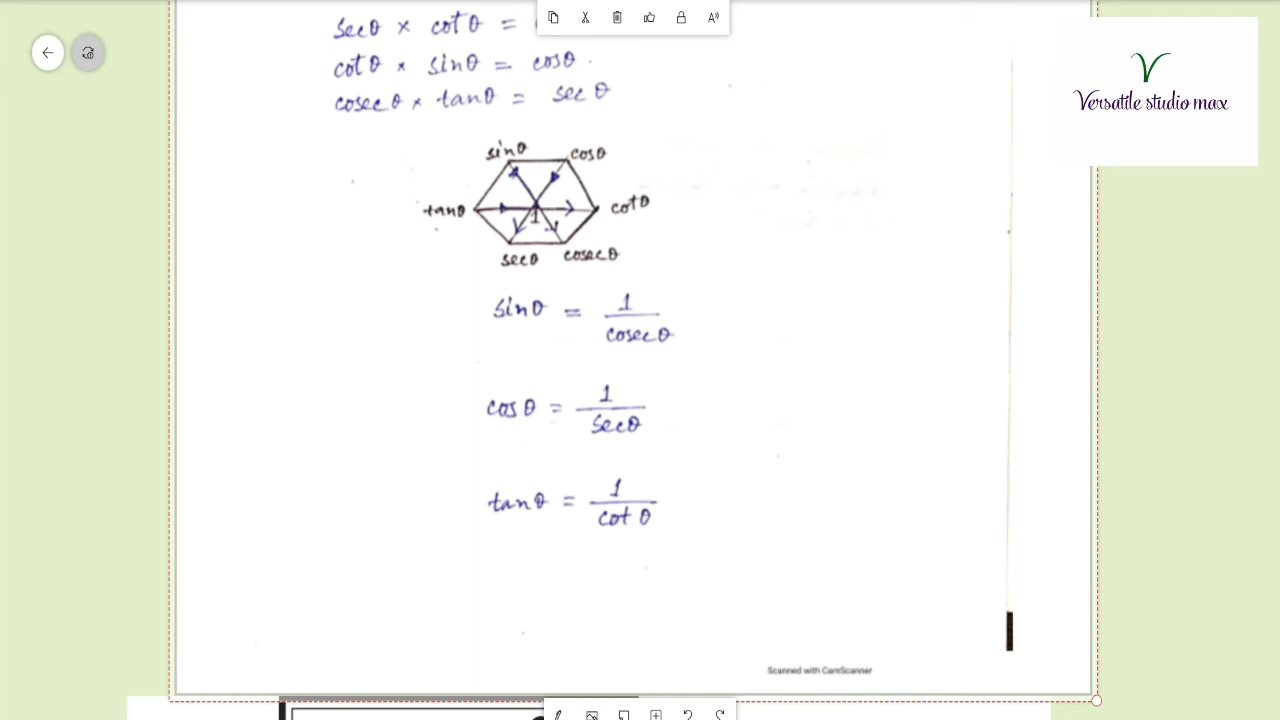 secθ × cotθ =
cotθ × sinθ = cosθ.
cosecθ × tanθ = secθ
V
Versatile studio max
sinθ
cosθ
tanθ
1
cotθ
secθ
cosecθ
sinθ = 1
cosecθ
cosθ = 1
secθ
tanθ = 1
cotθ
Scanned with CamScanner